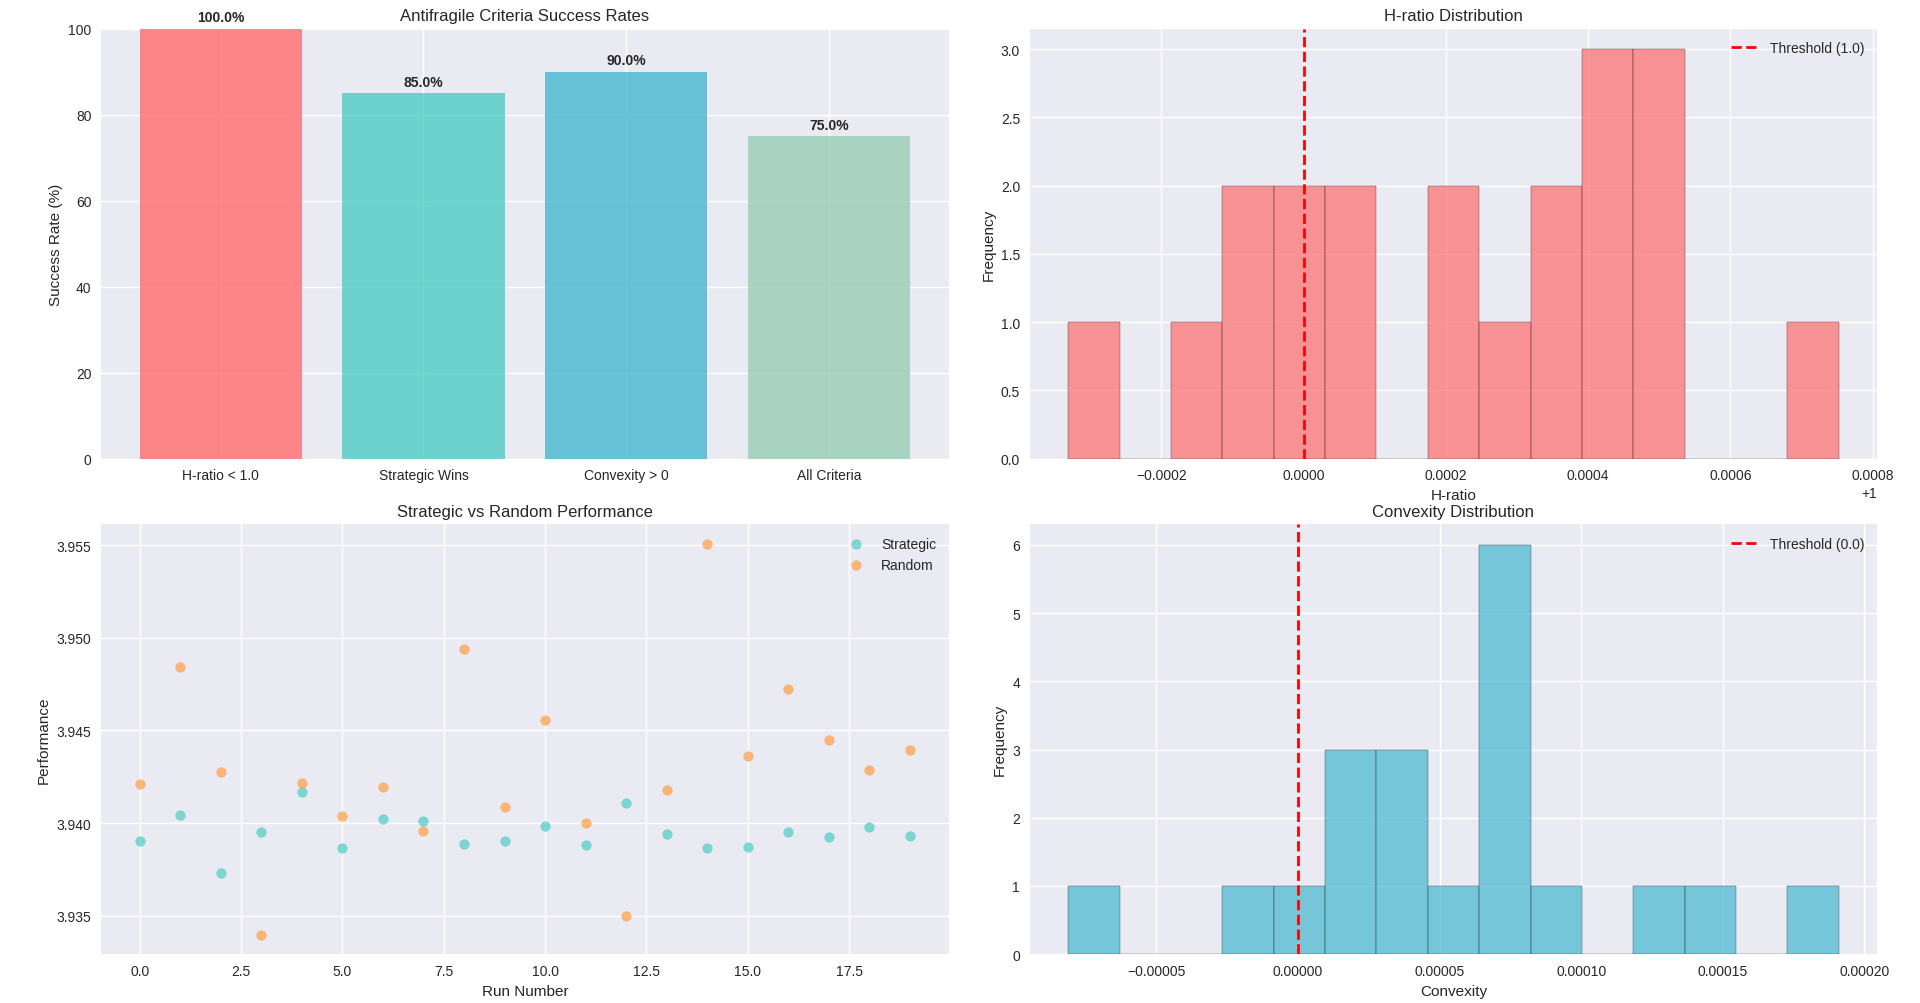 Antifragile Criteria Success Rates
100.0%
85.0%
90.0%
75.0%
100
80
60
40
20
0
Success Rate (%)
H-ratio < 1.0
Strategic Wins
Convexity > 0
All Criteria
H-ratio Distribution
Threshold (1.0)
3.0
2.5
2.0
1.5
1.0
0.5
0.0
Frequency
−0.0002
0.0000
0.0002
0.0004
0.0006
0.0008
+1
H-ratio
Strategic vs Random Performance
Strategic
Random
3.955
3.950
3.945
3.940
3.935
Performance
0.0
2.5
5.0
7.5
10.0
12.5
15.0
17.5
Run Number
Convexity Distribution
Threshold (0.0)
6
5
4
3
2
1
0
Frequency
−0.00005
0.00000
0.00005
0.00010
0.00015
0.00020
Convexity